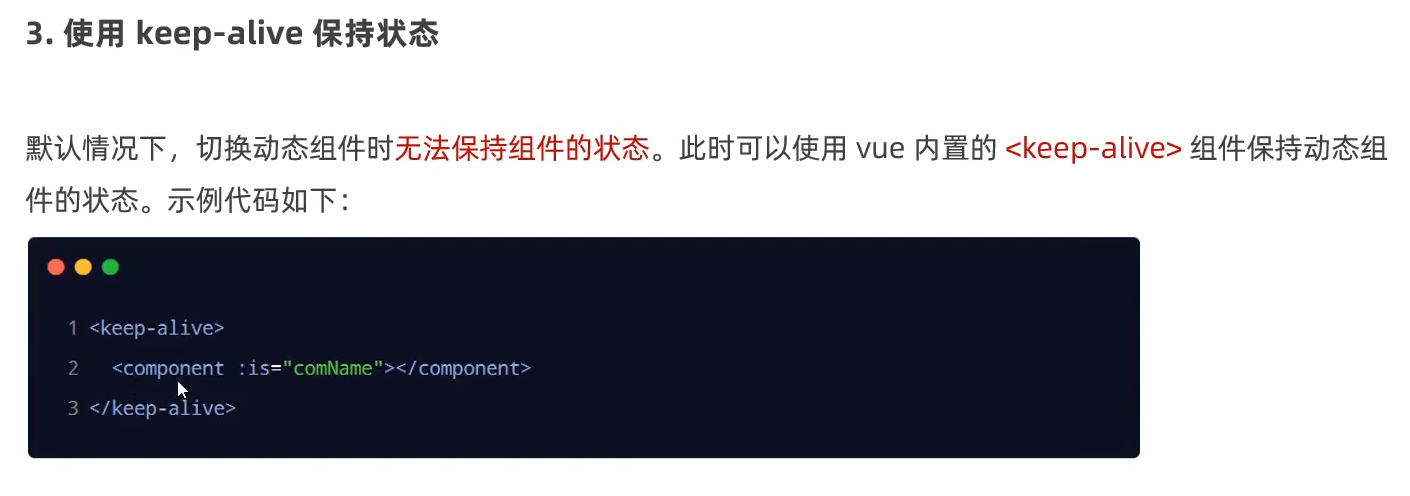 3. 使用 keep-alive 保持状态
默认情况下，切换动态组件时无法保持组件的状态。此时可以使用 vue 内置的 <keep-alive> 组件保持动态组
件的状态。示例代码如下：
1 <keep-alive>
2   <component :is="comName"></component>
3 </keep-alive>